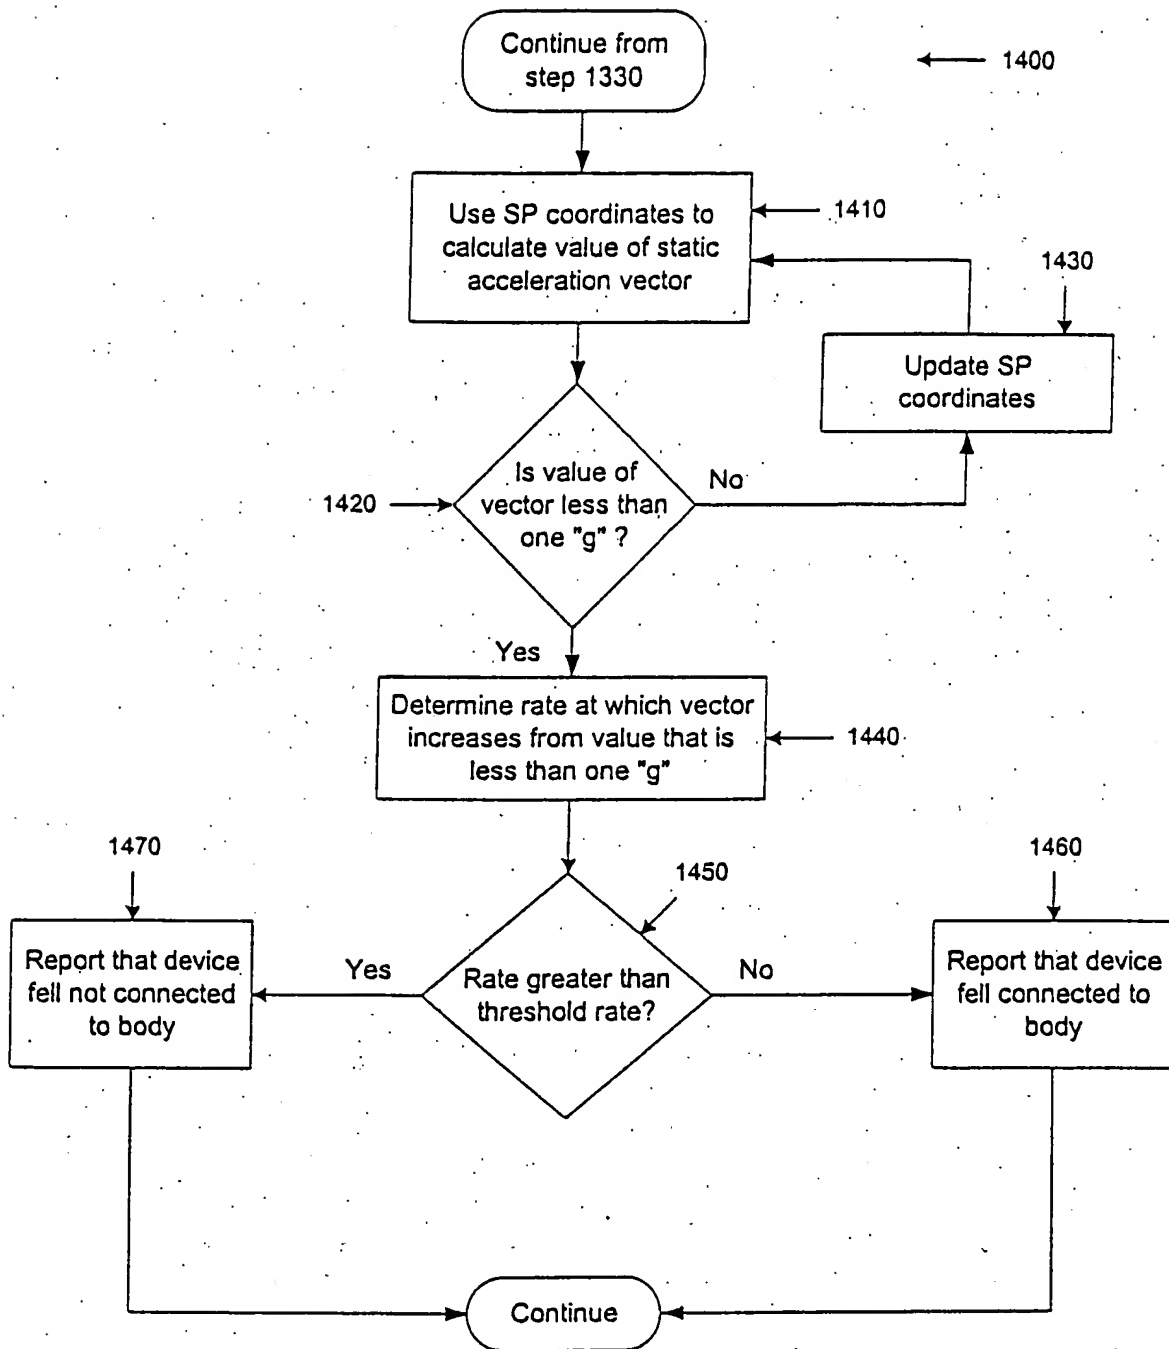 Continue from
step 1330
1400
Use SP coordinates to
calculate value of static
acceleration vector
1410
1430
Update SP
coordinates
Is value of
vector less than
one "g" ?
1420
No
Yes
Determine rate at which vector
increases from value that is
less than one "g"
1440
1470
1450
1460
Report that device
fell not connected
to body
Yes
Rate greater than
threshold rate?
No
Report that device
fell connected to
body
Continue